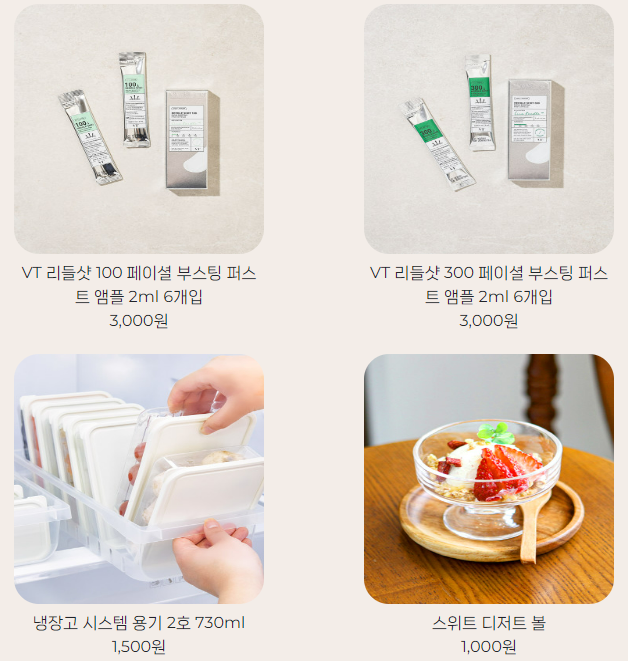 VT 리들샷 100 페이셜 부스팅 퍼스
트 앰플 2ml 6개입
3,000원
VT 리들샷 300 페이셜 부스팅 퍼스
트 앰플 2ml 6개입
3,000원
냉장고 시스템 용기 2호 730ml
1,500원
스위트 디저트 볼
1,000원